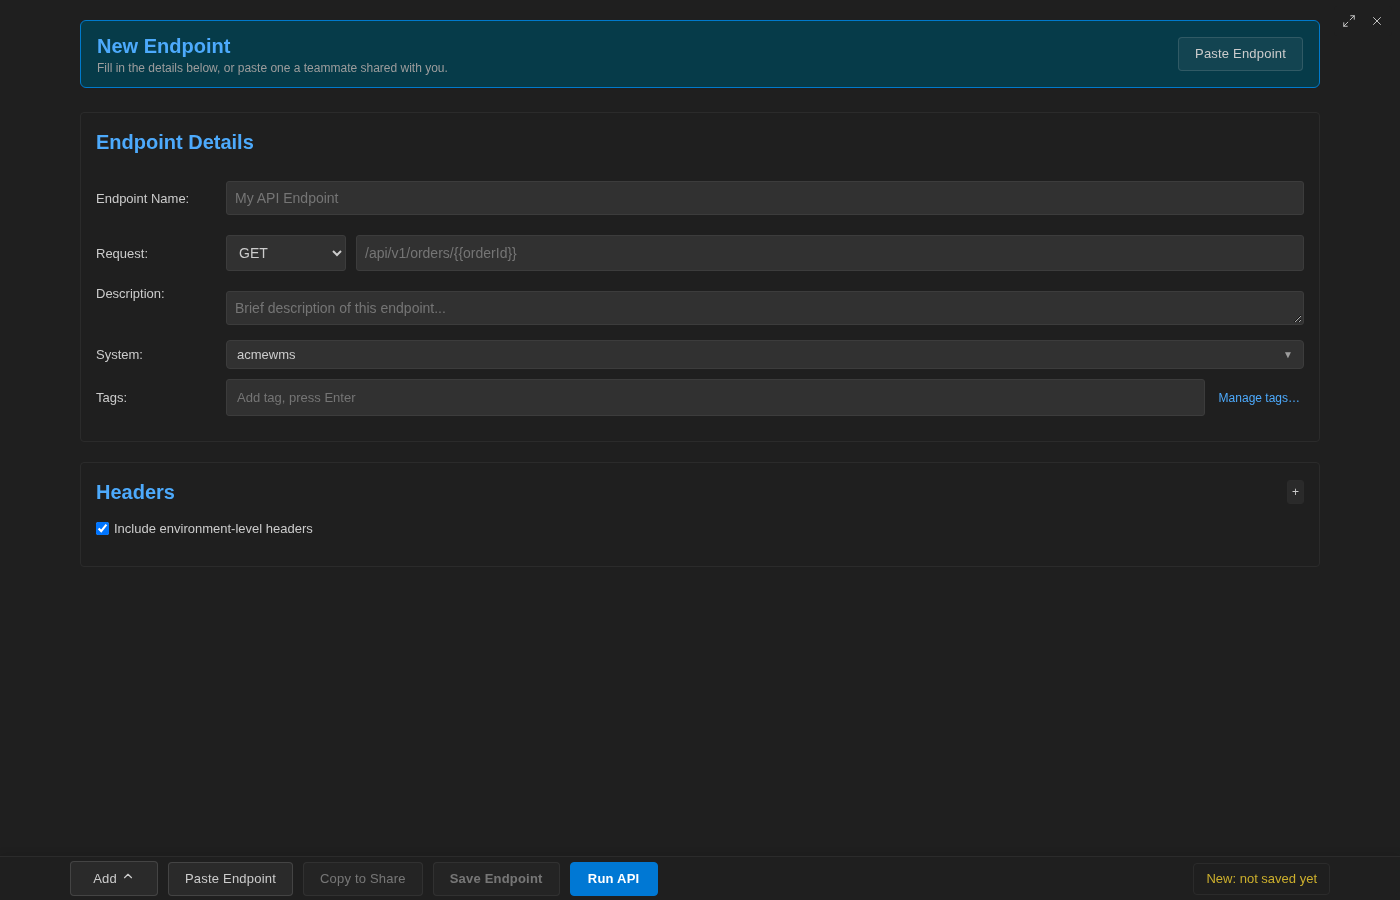 New Endpoint
Fill in the details below, or paste one a teammate shared with you.
Paste Endpoint
Endpoint Details
Endpoint Name:
My API Endpoint
Request:
GET
/api/v1/orders/{{orderId}}
Description:
Brief description of this endpoint...
System:
acmewms
Tags:
Add tag, press Enter
Manage tags…
Headers
+
Include environment-level headers
Add
Paste Endpoint
Copy to Share
Save Endpoint
Run API
New: not saved yet